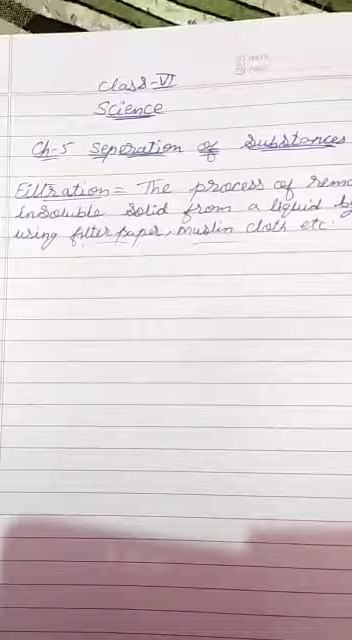 Class-VI
Science
Ch-5 Seperation of Substances
Filtration = The process of remo
insoluble solid from a liquid by
using filter paper, muslin cloth etc.